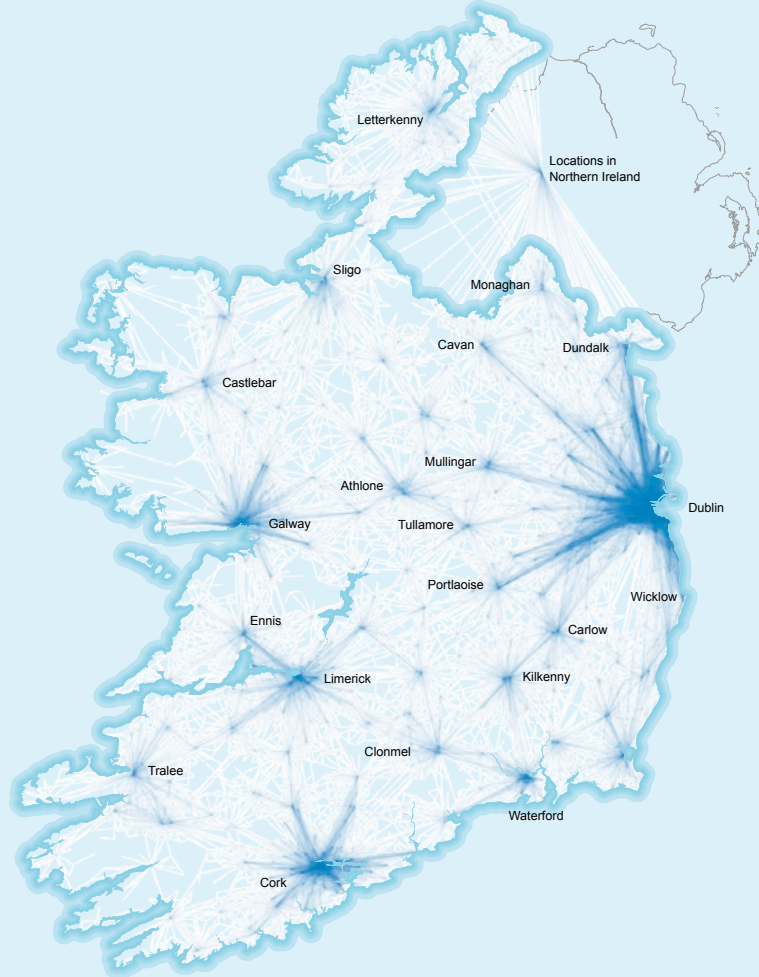 Letterkenny
Locations in
Northern Ireland
Sligo
Monaghan
Cavan
Dundalk
Castlebar
Mullingar
Athlone
Dublin
Galway
Tullamore
Portlaoise
Wicklow
Ennis
Carlow
Limerick
Kilkenny
Clonmel
Tralee
Waterford
Cork